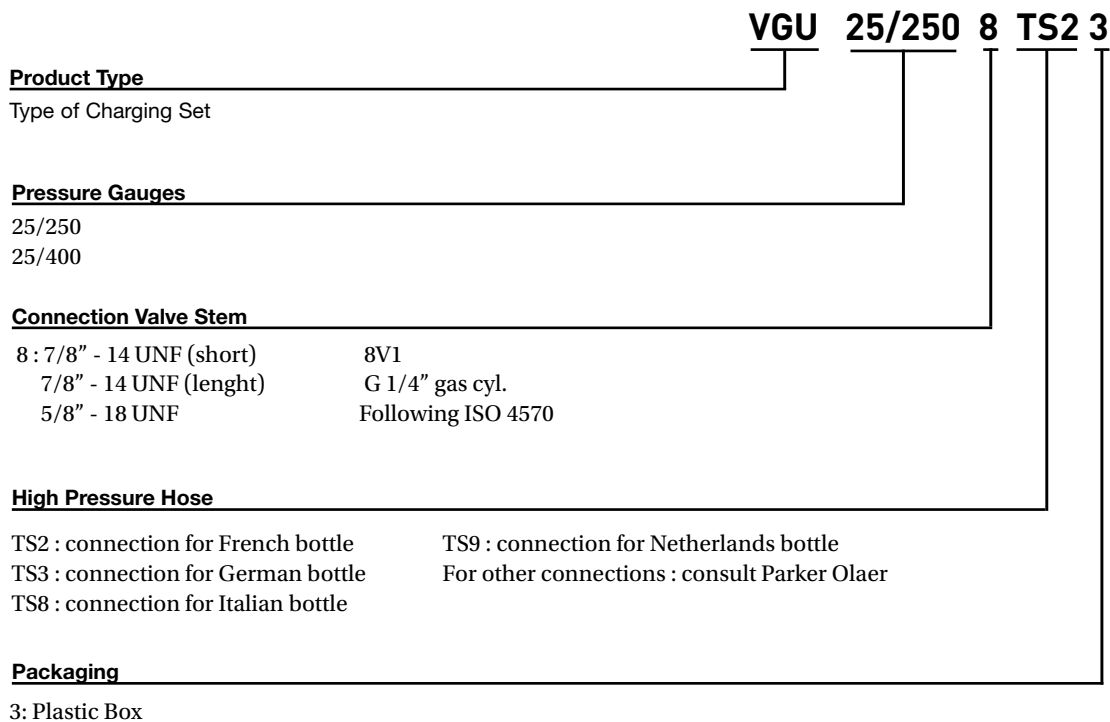 VGU 25/250 8 TS2 3
Product Type
Type of Charging Set
Pressure Gauges
25/250
25/400
Connection Valve Stem
8 : 7/8” - 14 UNF (short) 8V1
7/8” - 14 UNF (lenght) G 1/4” gas cyl.
5/8” - 18 UNF Following ISO 4570
High Pressure Hose
TS2 : connection for French bottle TS9 : connection for Netherlands bottle
TS3 : connection for German bottle For other connections : consult Parker Olaer
TS8 : connection for Italian bottle
Packaging
3: Plastic Box